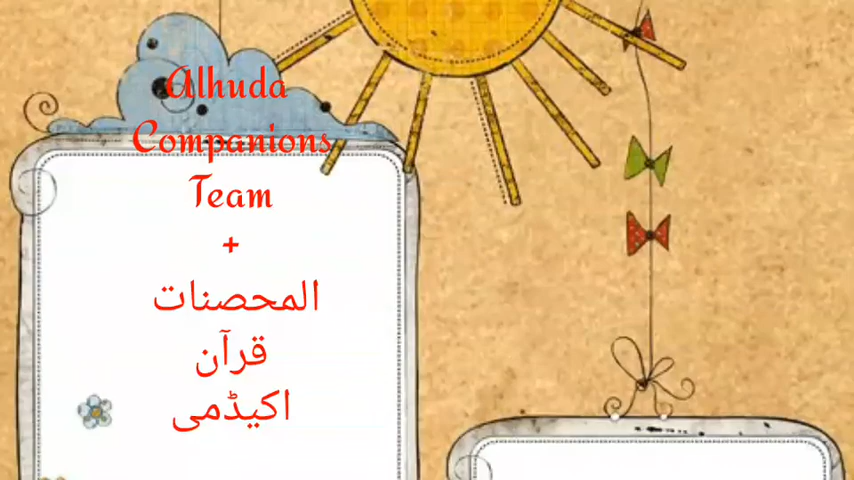 Alhuda
Companions
Team
+
المحصنات
قرآن
اکیڈمی